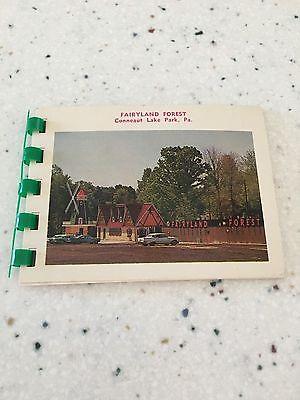 FAIRYLAND FOREST
Conneaut Lake Park, Pa.
FAIRYLAND FOREST